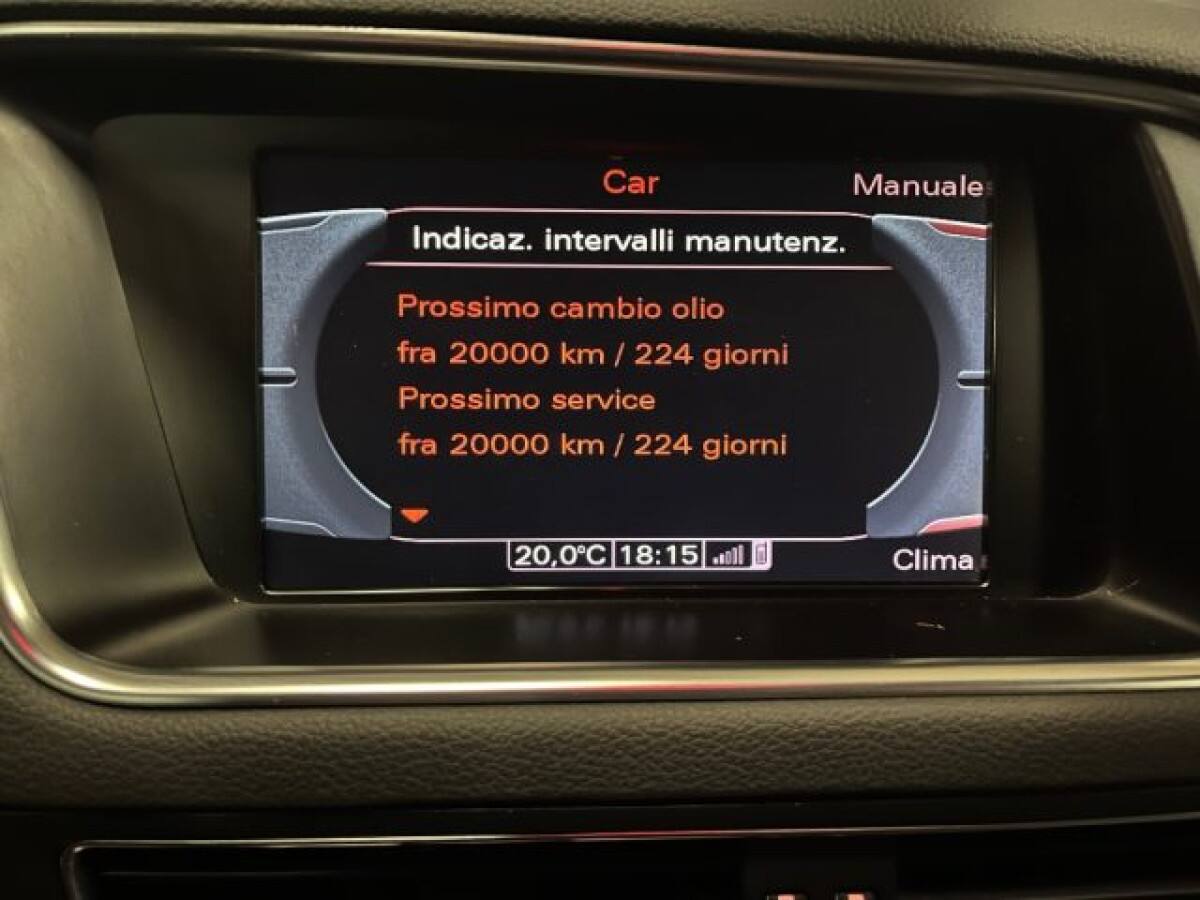 Car
Manuale
Indicaz. intervalli manutenz.
Prossimo cambio olio
fra 20000 km / 224 giorni
Prossimo service
fra 20000 km / 224 giorni
20,0°C 18:15
Clima